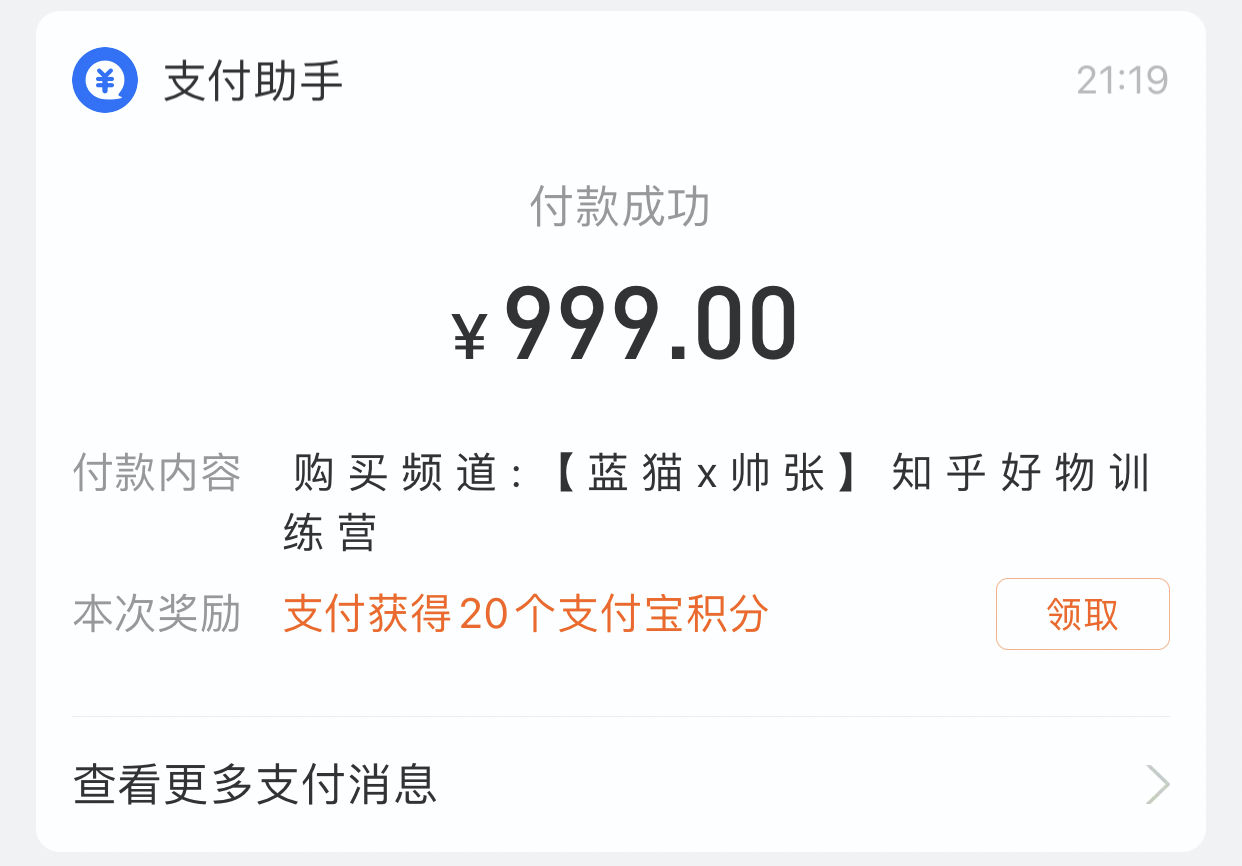 支付助手 21:19
付款成功
¥999.00
付款内容 购买频道:【蓝猫x帅张】知乎好物训
练营
本次奖励 支付获得20个支付宝积分 领取
查看更多支付消息